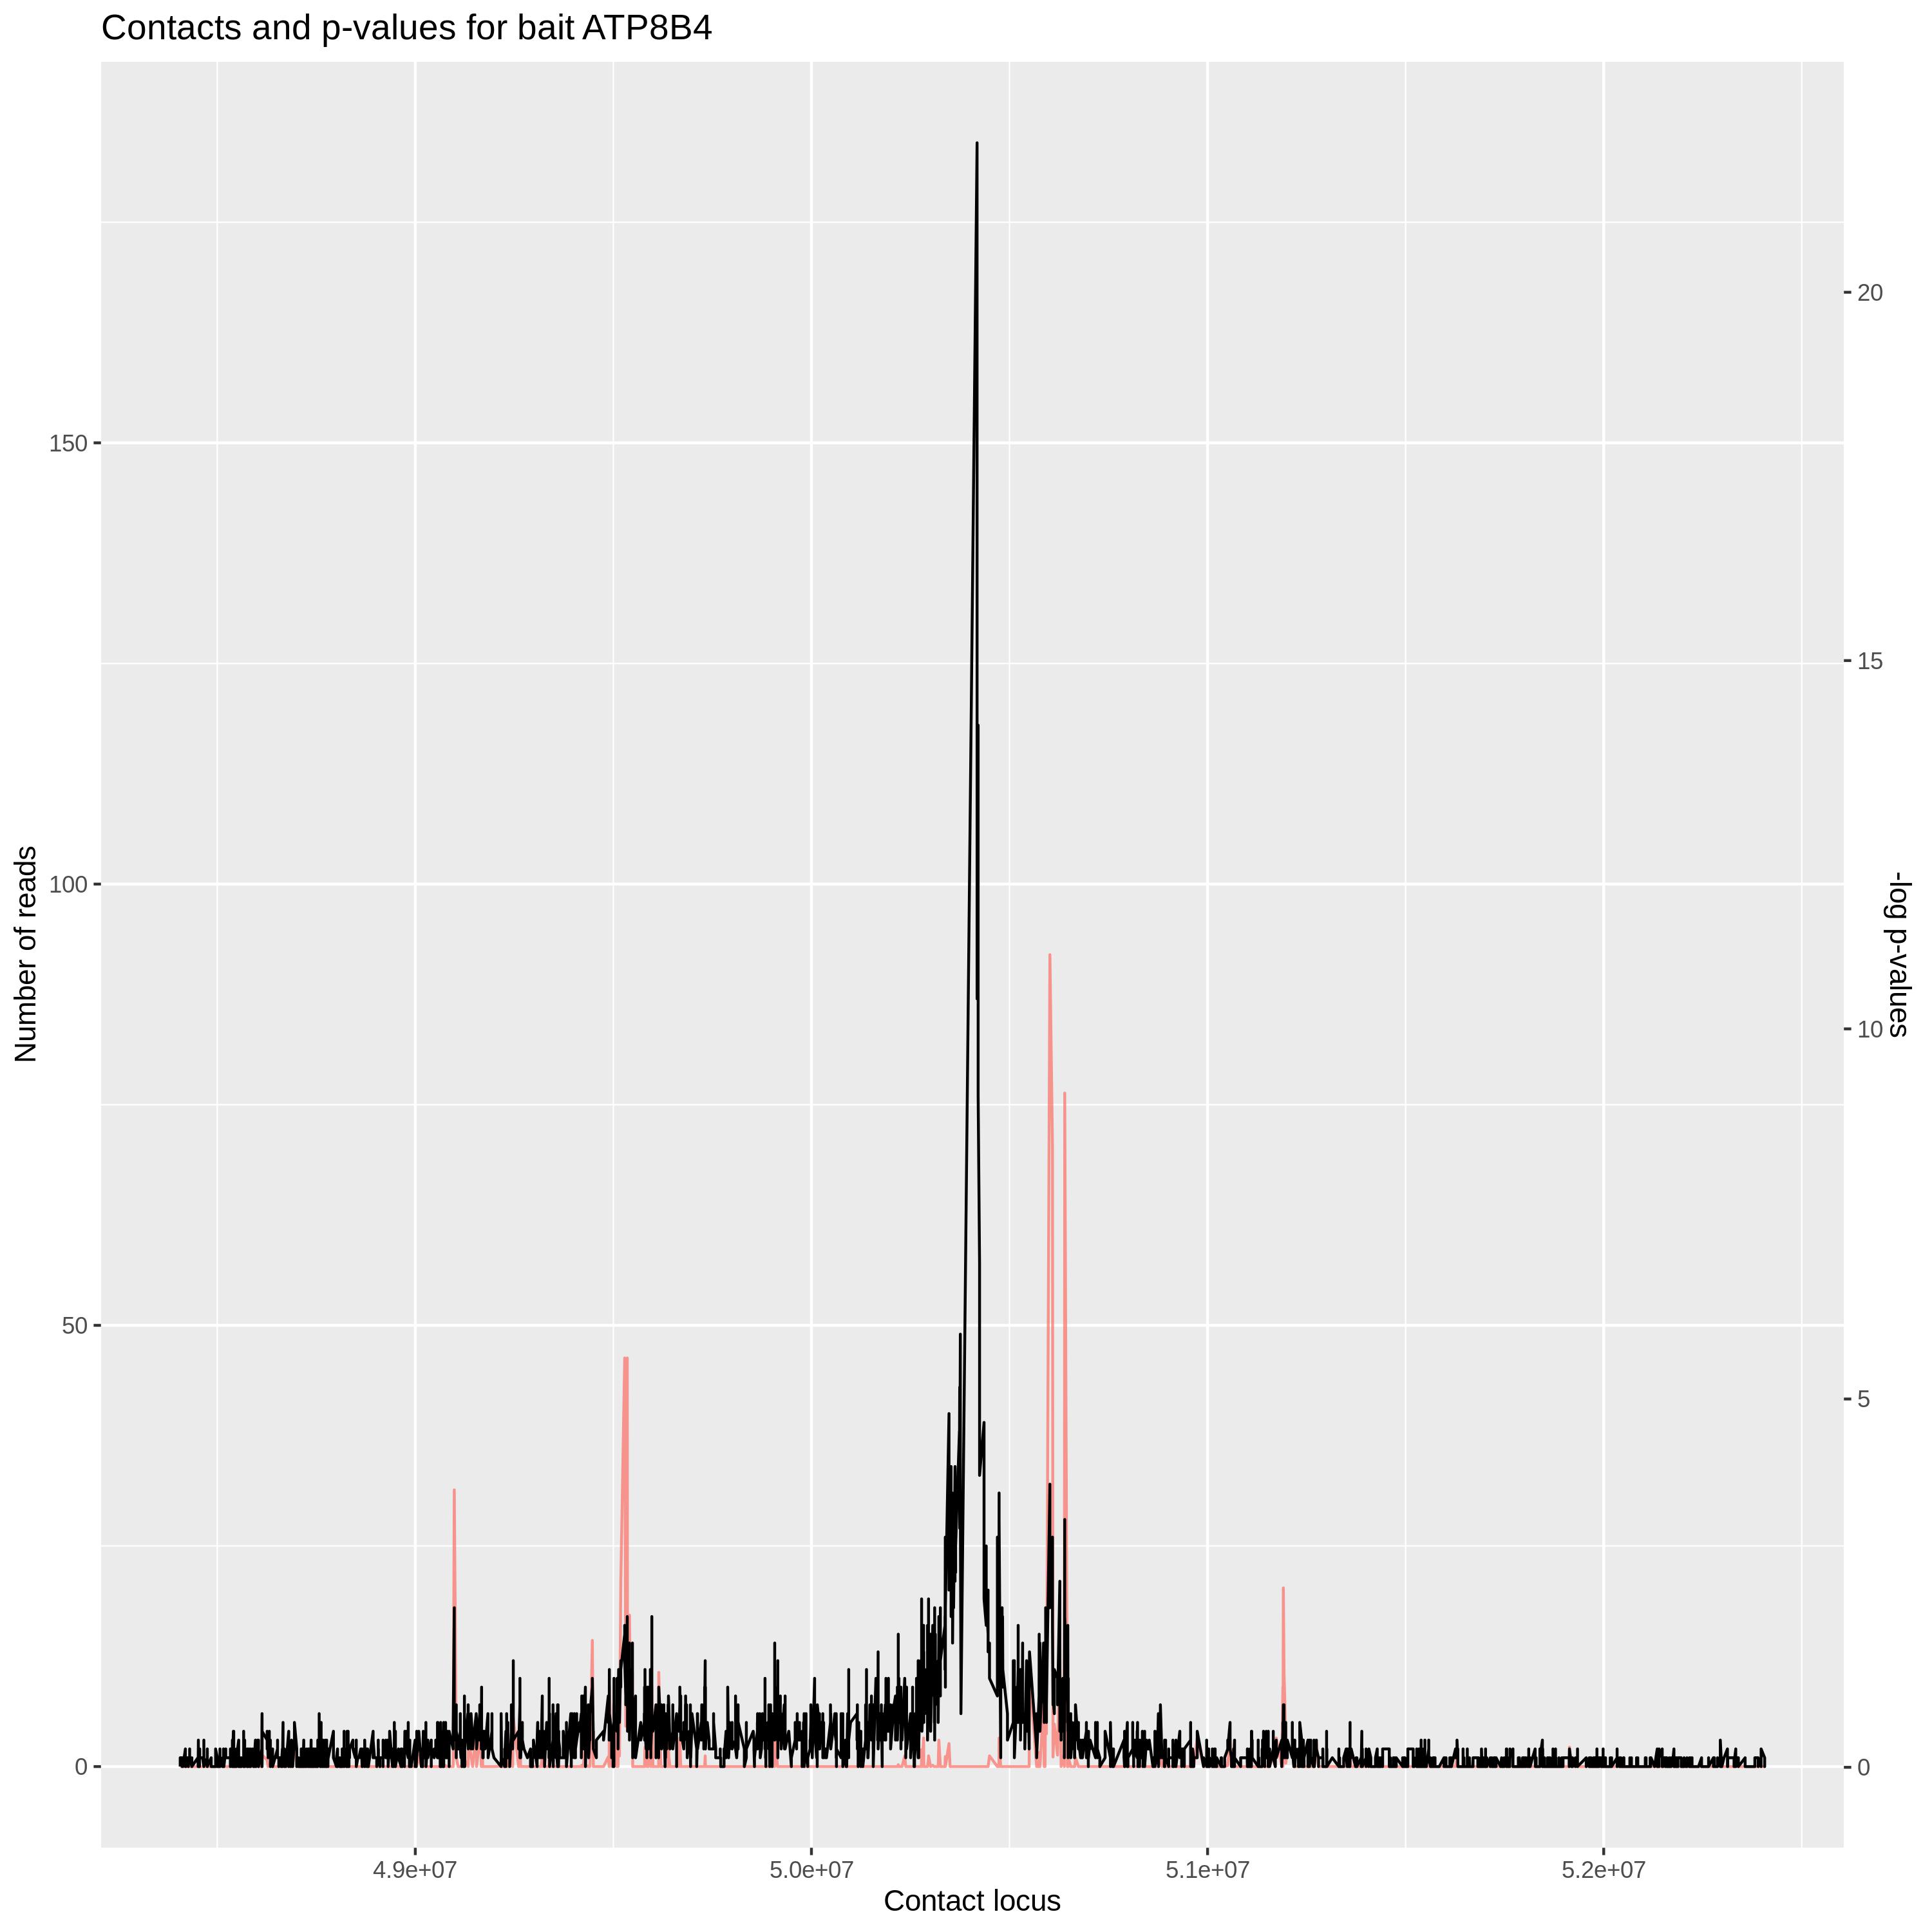 Contacts and p-values for bait ATP8B4
Number of reads
150
100
50
0
20
15
10
5
0
-log p-values
4.9e+07
5.0e+07
5.1e+07
5.2e+07
Contact locus